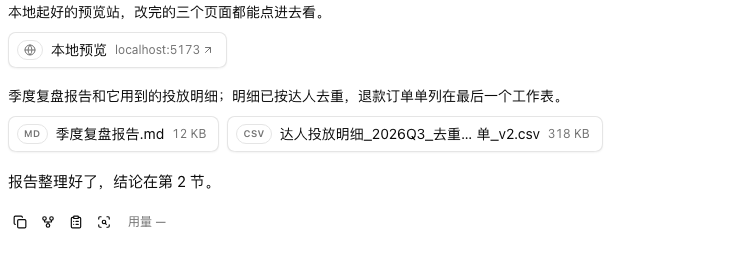 本地起好的预览站，改完的三个页面都能点进去看。
本地预览 localhost:5173 ↗
季度复盘报告和它用到的投放明细；明细已按达人去重，退款订单单列在最后一个工作表。
MD 季度复盘报告.md 12 KB CSV 达人投放明细_2026Q3_去重... 单_v2.csv 318 KB
报告整理好了，结论在第 2 节。
用量 —